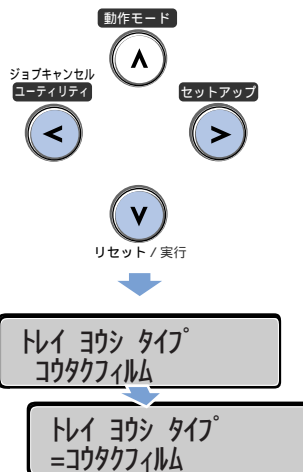 動作モード
∧
ジョブキャンセル
ユーティリティ
セットアップ
<
>
∨
リセット / 実行
ﾄﾚｲ ﾖｳｼ ﾀｲﾌﾟ
ｺｳﾀｸﾌｨﾙﾑ
ﾄﾚｲ ﾖｳｼ ﾀｲﾌﾟ
=ｺｳﾀｸﾌｨﾙﾑ